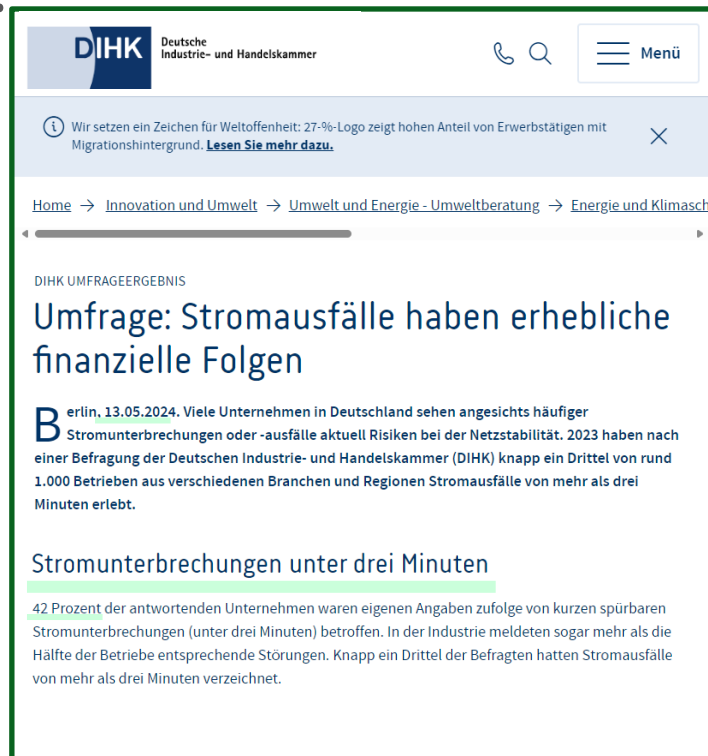 DIHK Deutsche
Industrie- und Handelskammer
Menü
Wir setzen ein Zeichen für Weltoffenheit: 27-%-Logo zeigt hohen Anteil von Erwerbstätigen mit
Migrationshintergrund. Lesen Sie mehr dazu.
Home → Innovation und Umwelt → Umwelt und Energie - Umweltberatung → Energie und Klimasch
DIHK UMFRAGEERGEBNIS
Umfrage: Stromausfälle haben erhebliche
finanzielle Folgen
Berlin, 13.05.2024. Viele Unternehmen in Deutschland sehen angesichts häufiger
Stromunterbrechungen oder -ausfälle aktuell Risiken bei der Netzstabilität. 2023 haben nach
einer Befragung der Deutschen Industrie- und Handelskammer (DIHK) knapp ein Drittel von rund
1.000 Betrieben aus verschiedenen Branchen und Regionen Stromausfälle von mehr als drei
Minuten erlebt.
Stromunterbrechungen unter drei Minuten
42 Prozent der antwortenden Unternehmen waren eigenen Angaben zufolge von kurzen spürbaren
Stromunterbrechungen (unter drei Minuten) betroffen. In der Industrie meldeten sogar mehr als die
Hälfte der Betriebe entsprechende Störungen. Knapp ein Drittel der Befragten hatten Stromausfälle
von mehr als drei Minuten verzeichnet.